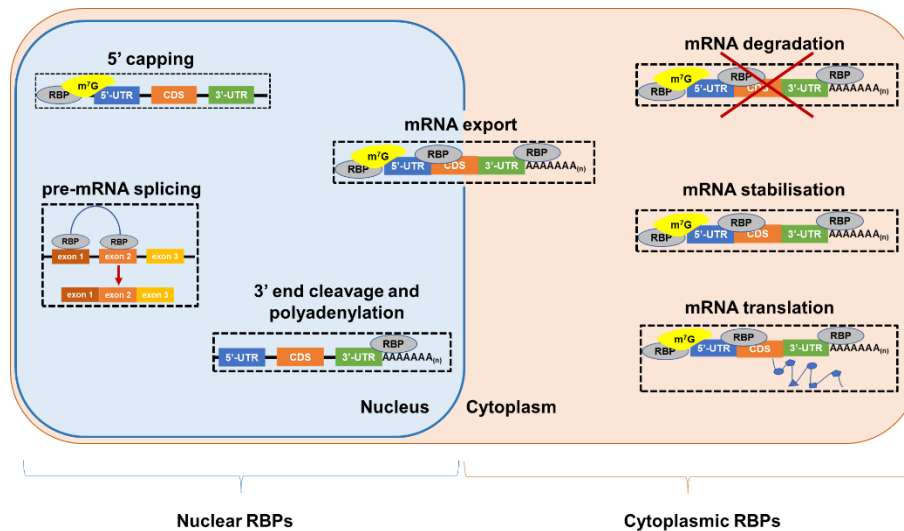 5' capping
RBP
m⁷G
5'-UTR
CDS
3'-UTR
pre-mRNA splicing
RBP
RBP
exon 1
exon 2
exon 3
exon 1
exon 2
exon 3
3' end cleavage and
polyadenylation
RBP
5'-UTR
CDS
3'-UTR
AAAAAAA(n)
mRNA export
RBP
m⁷G
5'-UTR
RBP
CDS
3'-UTR
RBP
AAAAAAA(n)
Nucleus
Cytoplasm
mRNA degradation
RBP
m⁷G
5'-UTR
RBP
CDS
3'-UTR
RBP
AAAAAAA(n)
mRNA stabilisation
RBP
m⁷G
5'-UTR
RBP
CDS
3'-UTR
RBP
AAAAAAA(n)
mRNA translation
RBP
m⁷G
5'-UTR
RBP
CDS
3'-UTR
RBP
AAAAAAA(n)
Nuclear RBPs
Cytoplasmic RBPs